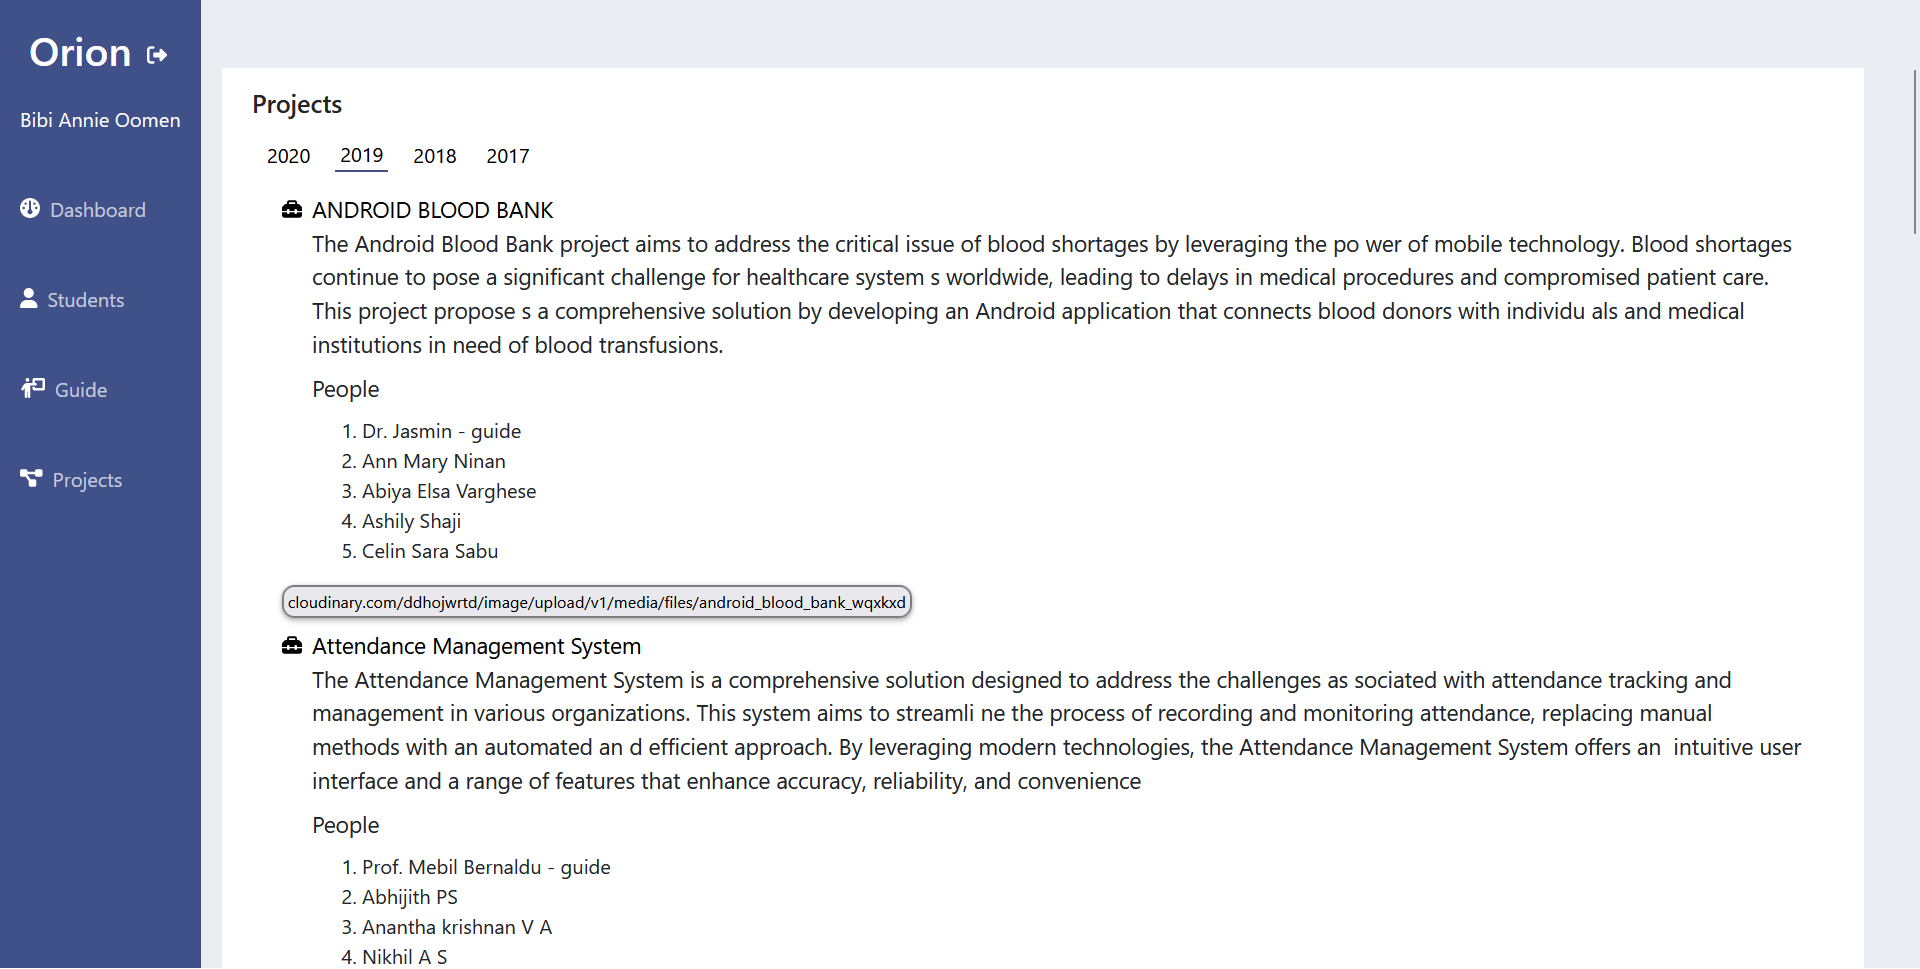 Orion
Bibi Annie Oomen
Dashboard
Students
Guide
Projects
Projects
2020 2019 2018 2017
ANDROID BLOOD BANK
The Android Blood Bank project aims to address the critical issue of blood shortages by leveraging the po wer of mobile technology. Blood shortages
continue to pose a significant challenge for healthcare system s worldwide, leading to delays in medical procedures and compromised patient care.
This project propose s a comprehensive solution by developing an Android application that connects blood donors with individu als and medical
institutions in need of blood transfusions.
People
1. Dr. Jasmin - guide
2. Ann Mary Ninan
3. Abiya Elsa Varghese
4. Ashily Shaji
5. Celin Sara Sabu
cloudinary.com/ddhojwrtd/image/upload/v1/media/files/android_blood_bank_wqxkxd
Attendance Management System
The Attendance Management System is a comprehensive solution designed to address the challenges as sociated with attendance tracking and
management in various organizations. This system aims to streamli ne the process of recording and monitoring attendance, replacing manual
methods with an automated an d efficient approach. By leveraging modern technologies, the Attendance Management System offers an  intuitive user
interface and a range of features that enhance accuracy, reliability, and convenience
People
1. Prof. Mebil Bernaldu - guide
2. Abhijith PS
3. Anantha krishnan V A
4. Nikhil A S